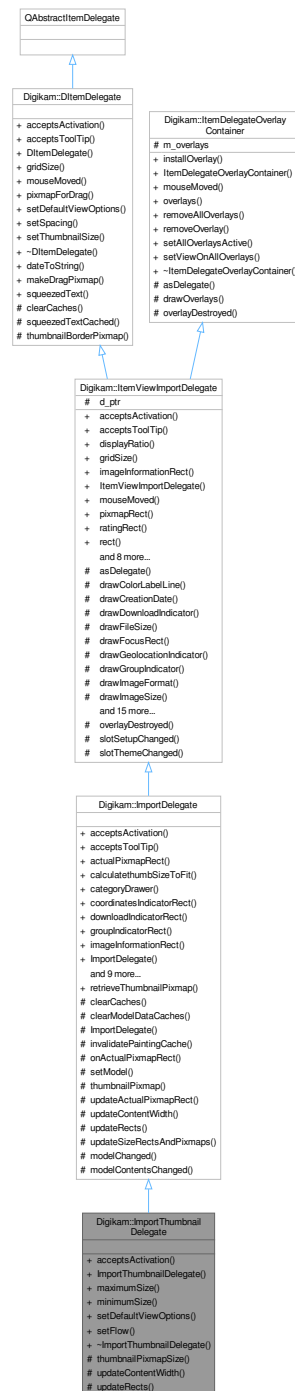 QAbstractItemDelegate
Digikam::DItemDelegate
+ acceptsActivation()
+ acceptsToolTip()
+ DItemDelegate()
+ gridSize()
+ mouseMoved()
+ pixmapForDrag()
+ setDefaultViewOptions()
+ setSpacing()
+ setThumbnailSize()
+ ~DItemDelegate()
+ dateToString()
+ makeDragPixmap()
+ squeezedText()
# clearCaches()
# squeezedTextCached()
# thumbnailBorderPixmap()
Digikam::ItemDelegateOverlay
Container
# m_overlays
+ installOverlay()
+ ItemDelegateOverlayContainer()
+ mouseMoved()
+ overlays()
+ removeAllOverlays()
+ removeOverlay()
+ setAllOverlaysActive()
+ setViewOnAllOverlays()
+ ~ItemDelegateOverlayContainer()
# asDelegate()
# drawOverlays()
# overlayDestroyed()
Digikam::ItemViewImportDelegate
# d_ptr
+ acceptsActivation()
+ acceptsToolTip()
+ displayRatio()
+ gridSize()
+ imageInformationRect()
+ ItemViewImportDelegate()
+ mouseMoved()
+ pixmapRect()
+ ratingRect()
+ rect()
and 8 more...
# asDelegate()
# drawColorLabelLine()
# drawCreationDate()
# drawDownloadIndicator()
# drawFileSize()
# drawFocusRect()
# drawGeolocationIndicator()
# drawGroupIndicator()
# drawImageFormat()
# drawImageSize()
and 15 more...
# overlayDestroyed()
# slotSetupChanged()
# slotThemeChanged()
Digikam::ImportDelegate
+ acceptsActivation()
+ acceptsToolTip()
+ actualPixmapRect()
+ calculatethumbSizeToFit()
+ categoryDrawer()
+ coordinatesIndicatorRect()
+ downloadIndicatorRect()
+ groupIndicatorRect()
+ imageInformationRect()
+ ImportDelegate()
and 9 more...
+ retrieveThumbnailPixmap()
# clearCaches()
# clearModelDataCaches()
# ImportDelegate()
# invalidatePaintingCache()
# onActualPixmapRect()
# setModel()
# thumbnailPixmap()
# updateActualPixmapRect()
# updateContentWidth()
# updateRects()
# updateSizeRectsAndPixmaps()
# modelChanged()
# modelContentsChanged()
Digikam::ImportThumbnail
Delegate
+ acceptsActivation()
+ ImportThumbnailDelegate()
+ maximumSize()
+ minimumSize()
+ setDefaultViewOptions()
+ setFlow()
+ ~ImportThumbnailDelegate()
# thumbnailPixmapSize()
# updateContentWidth()
# updateRects()